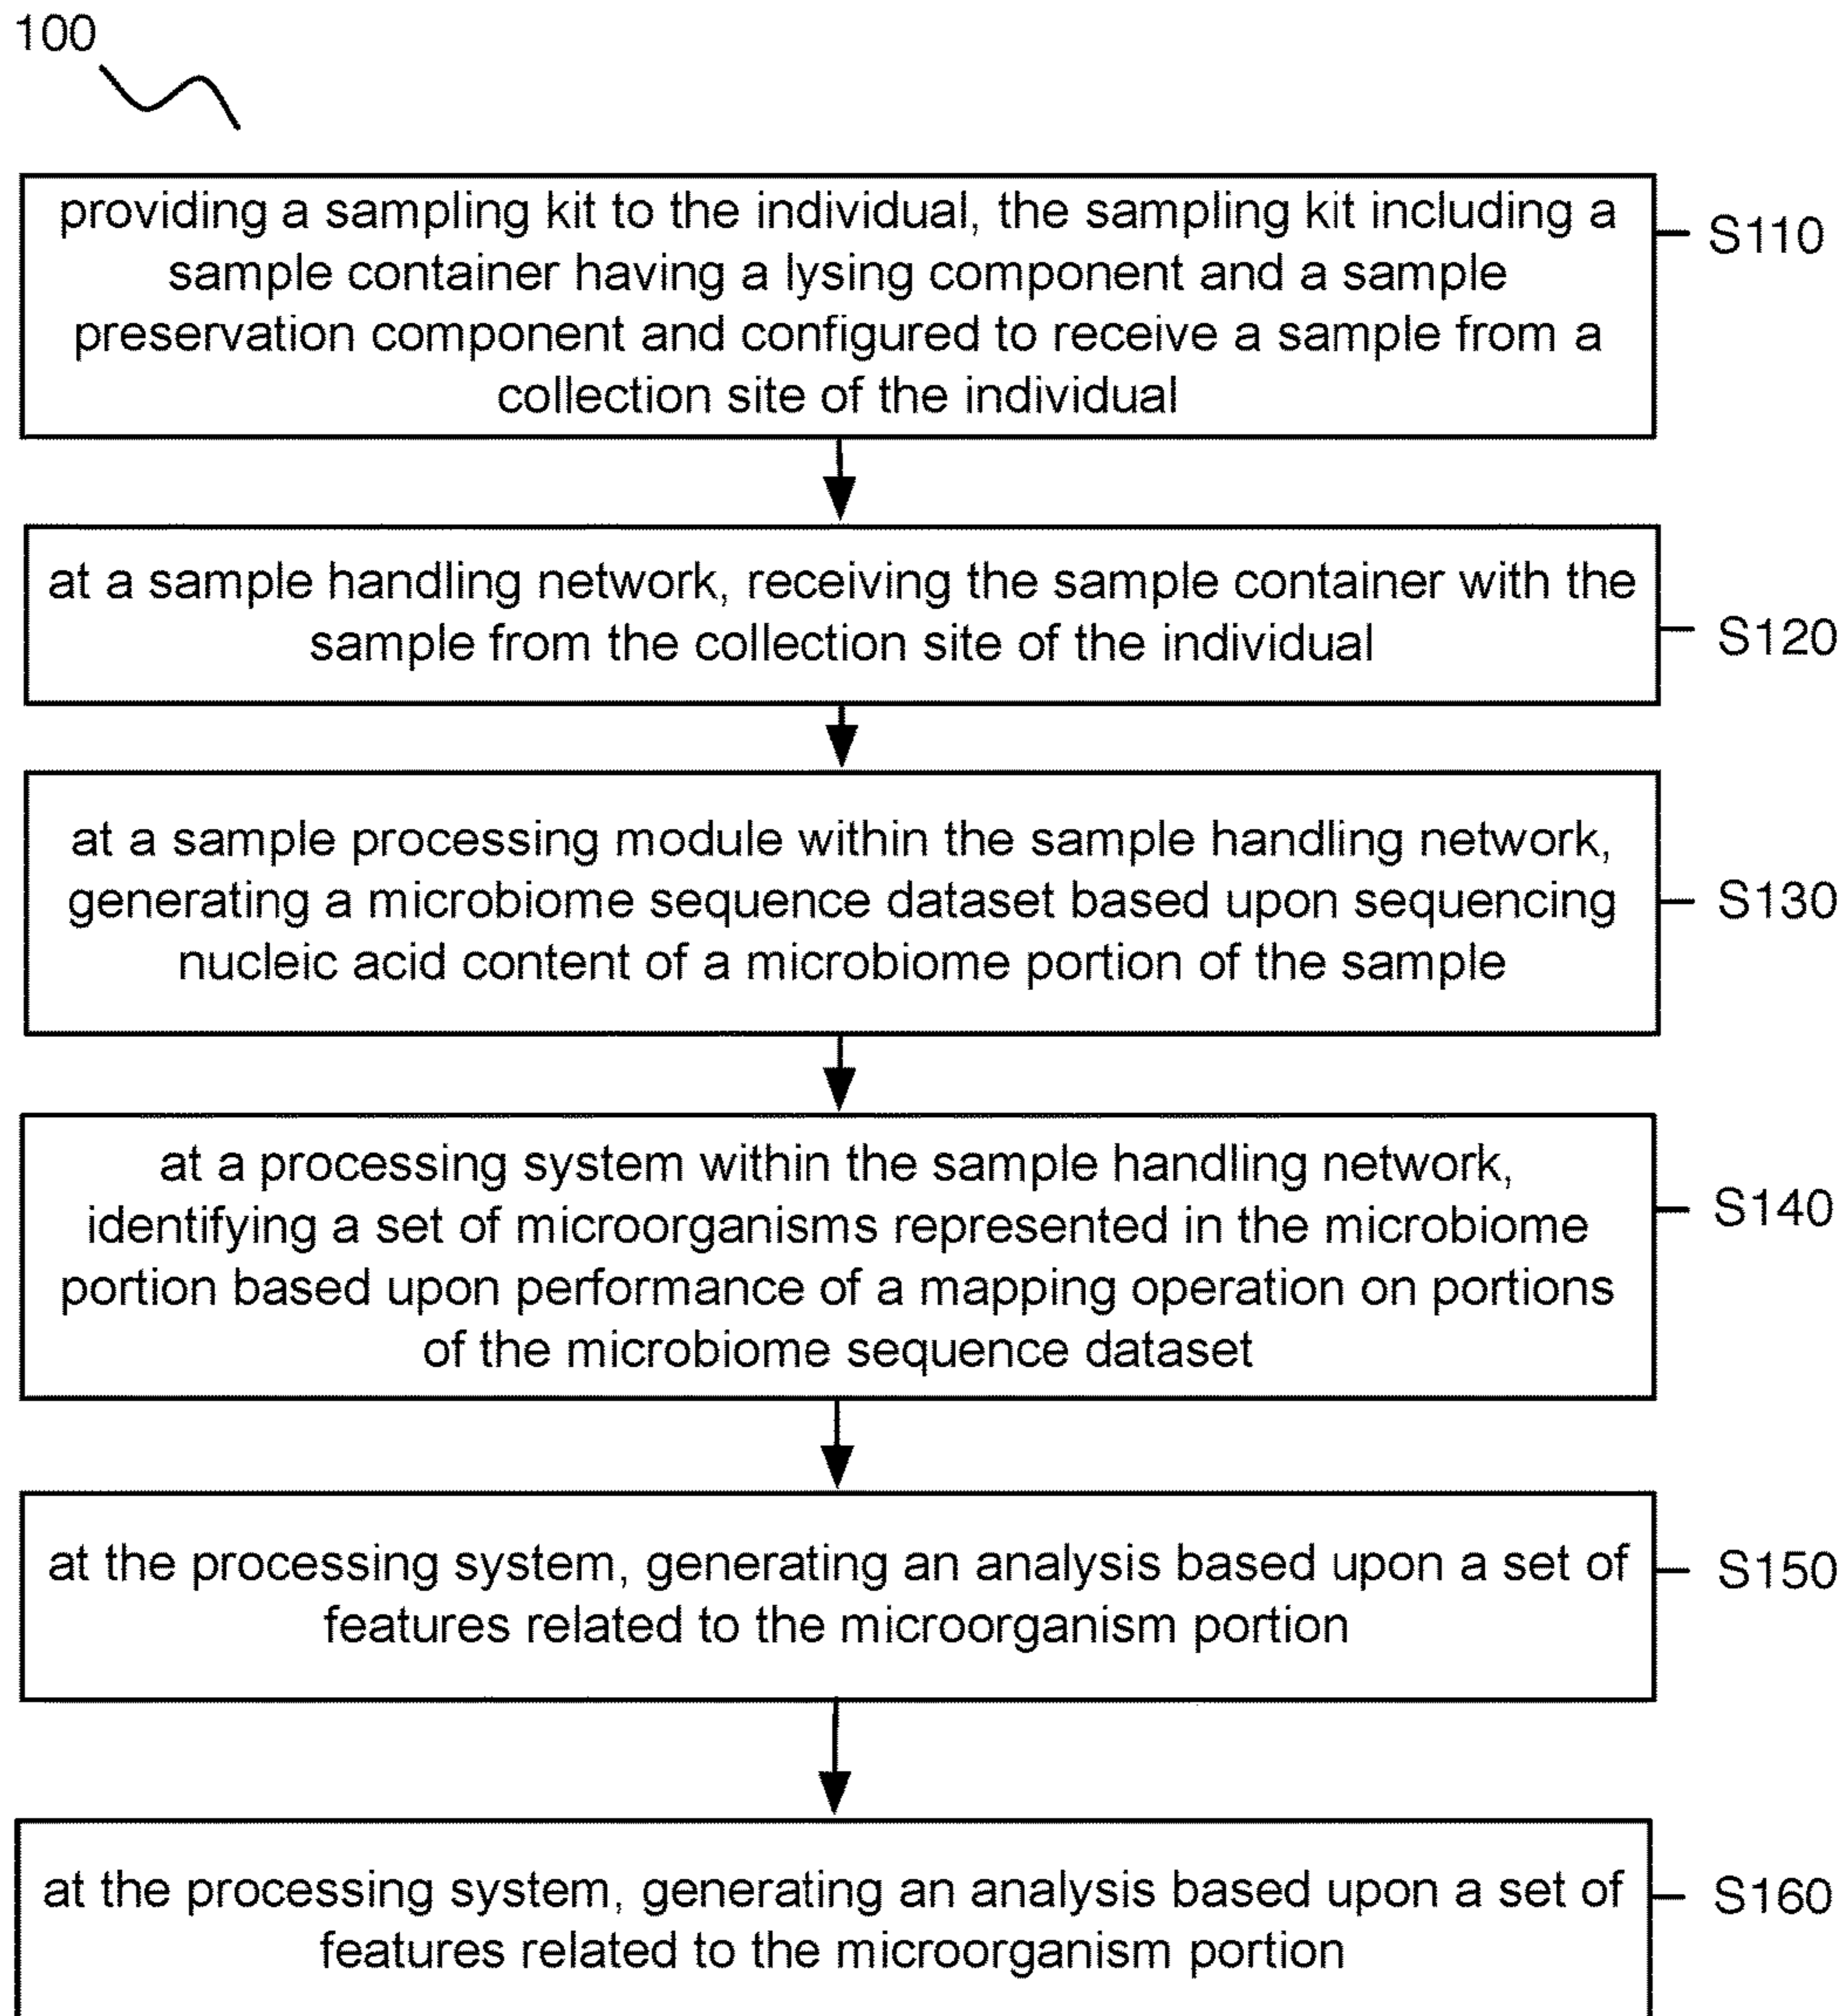 100
providing a sampling kit to the individual, the sampling kit including a
sample container having a lysing component and a sample
preservation component and configured to receive a sample from a
collection site of the individual
S110
at a sample handling network, receiving the sample container with the
sample from the collection site of the individual
S120
at a sample processing module within the sample handling network,
generating a microbiome sequence dataset based upon sequencing
nucleic acid content of a microbiome portion of the sample
S130
at a processing system within the sample handling network,
identifying a set of microorganisms represented in the microbiome
portion based upon performance of a mapping operation on portions
of the microbiome sequence dataset
S140
at the processing system, generating an analysis based upon a set of
features related to the microorganism portion
S150
at the processing system, generating an analysis based upon a set of
features related to the microorganism portion
S160